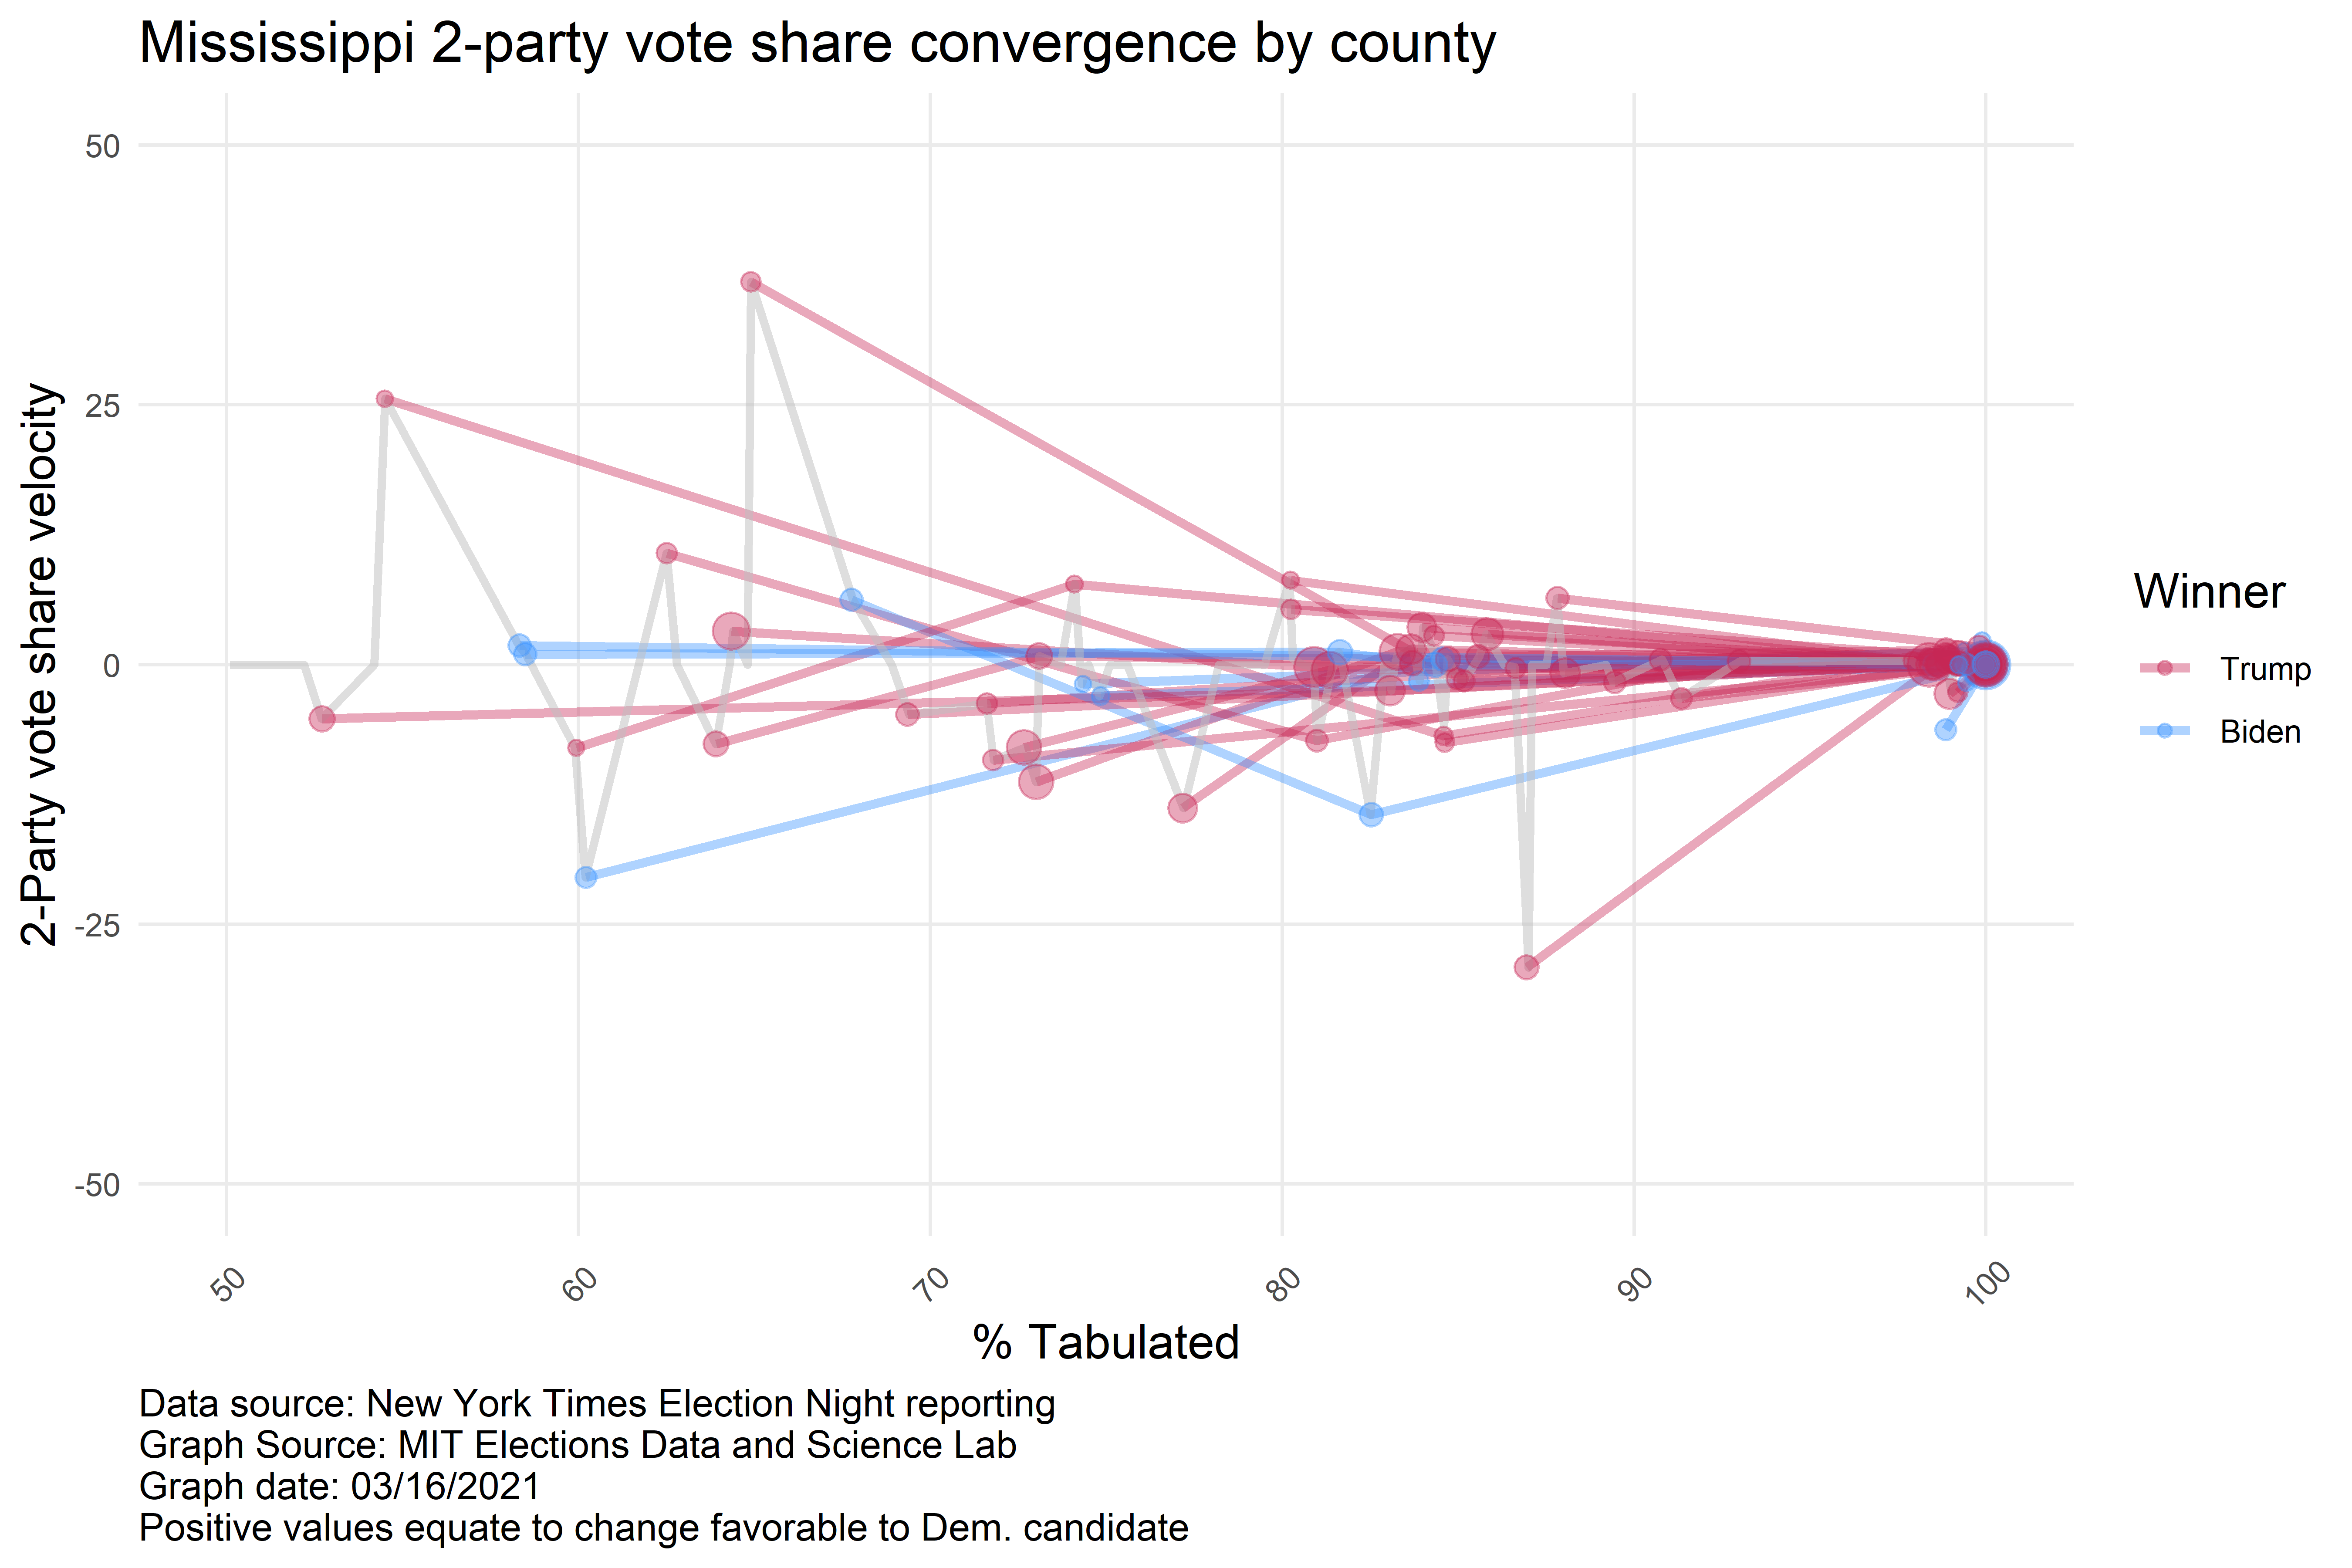 Mississippi 2-party vote share convergence by county
50
25
0
-25
-50
2-Party vote share velocity
50
60
70
80
90
100
% Tabulated
Winner
Trump
Biden
Data source: New York Times Election Night reporting
Graph Source: MIT Elections Data and Science Lab
Graph date: 03/16/2021
Positive values equate to change favorable to Dem. candidate